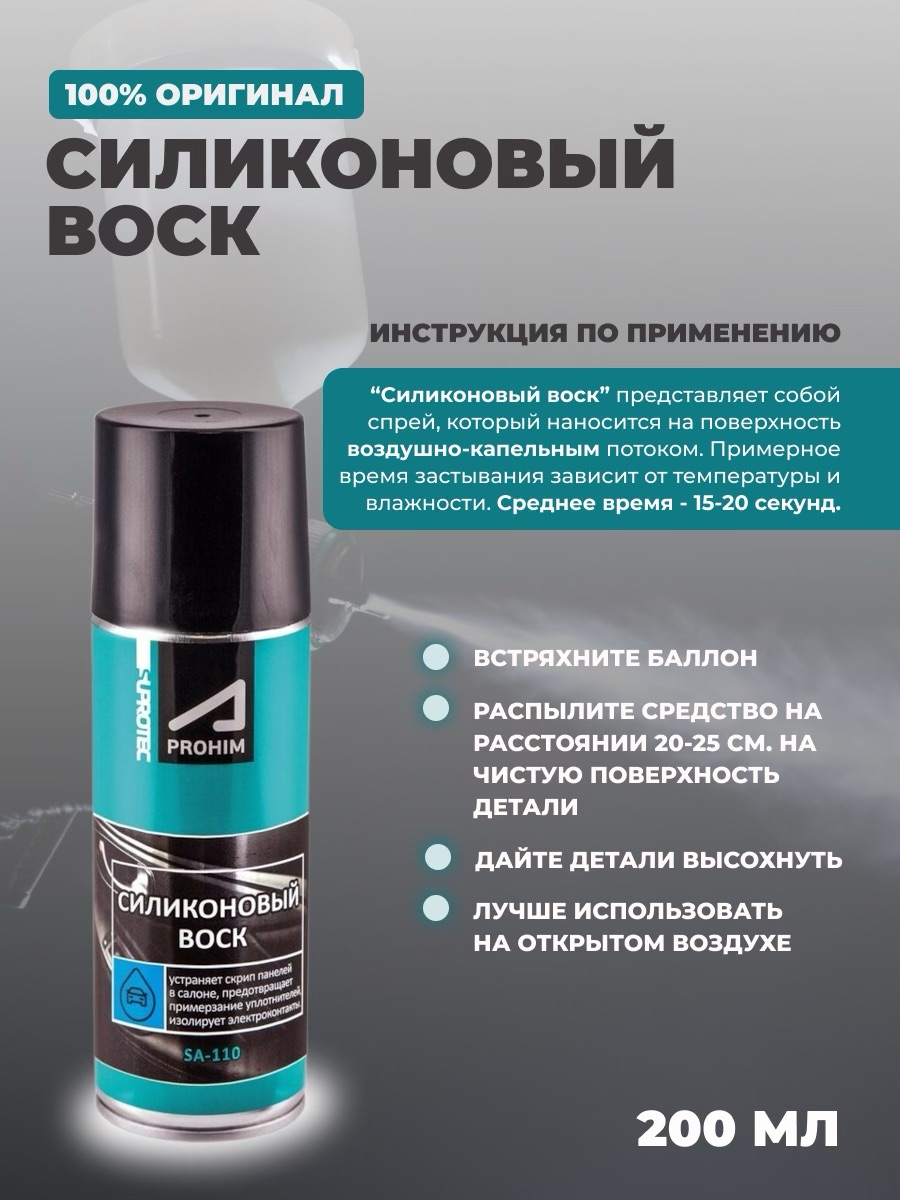 100% ОРИГИНАЛ
СИЛИКОНОВЫЙ
ВОСК
ИНСТРУКЦИЯ ПО ПРИМЕНЕНИЮ
“Силиконовый воск” представляет собой
спрей, который наносится на поверхность
воздушно-капельным потоком. Примерное
время застывания зависит от температуры и
влажности. Среднее время - 15-20 секунд.
ВСТРЯХНИТЕ БАЛЛОН
РАСПЫЛИТЕ СРЕДСТВО НА
РАССТОЯНИИ 20-25 СМ. НА
ЧИСТУЮ ПОВЕРХНОСТЬ
ДЕТАЛИ
ДАЙТЕ ДЕТАЛИ ВЫСОХНУТЬ
ЛУЧШЕ ИСПОЛЬЗОВАТЬ
НА ОТКРЫТОМ ВОЗДУХЕ
SUPROTEC
A
PROHIM
СИЛИКОНОВЫЙ
ВОСК
устраняет скрип панелей
в салоне, предотвращает
примерзание уплотнителей,
изолирует электроконтакты.
SA-110
200 МЛ